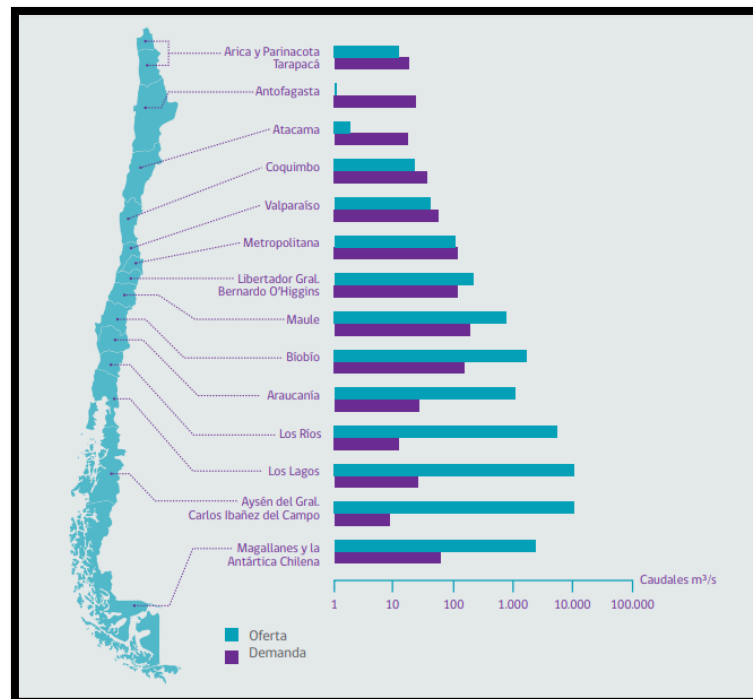 Arica y Parinacota
Tarapacá
Antofagasta
Atacama
Coquimbo
Valparaíso
Metropolitana
Libertador Gral.
Bernardo O'Higgins
Maule
Bíobío
Araucanía
Los Ríos
Los Lagos
Aysén del Gral.
Carlos Ibañez del Campo
Magallanes y la
Antártica Chilena
Caudales m³/s
1 10 100 1.000 10.000 100.000
Oferta
Demanda